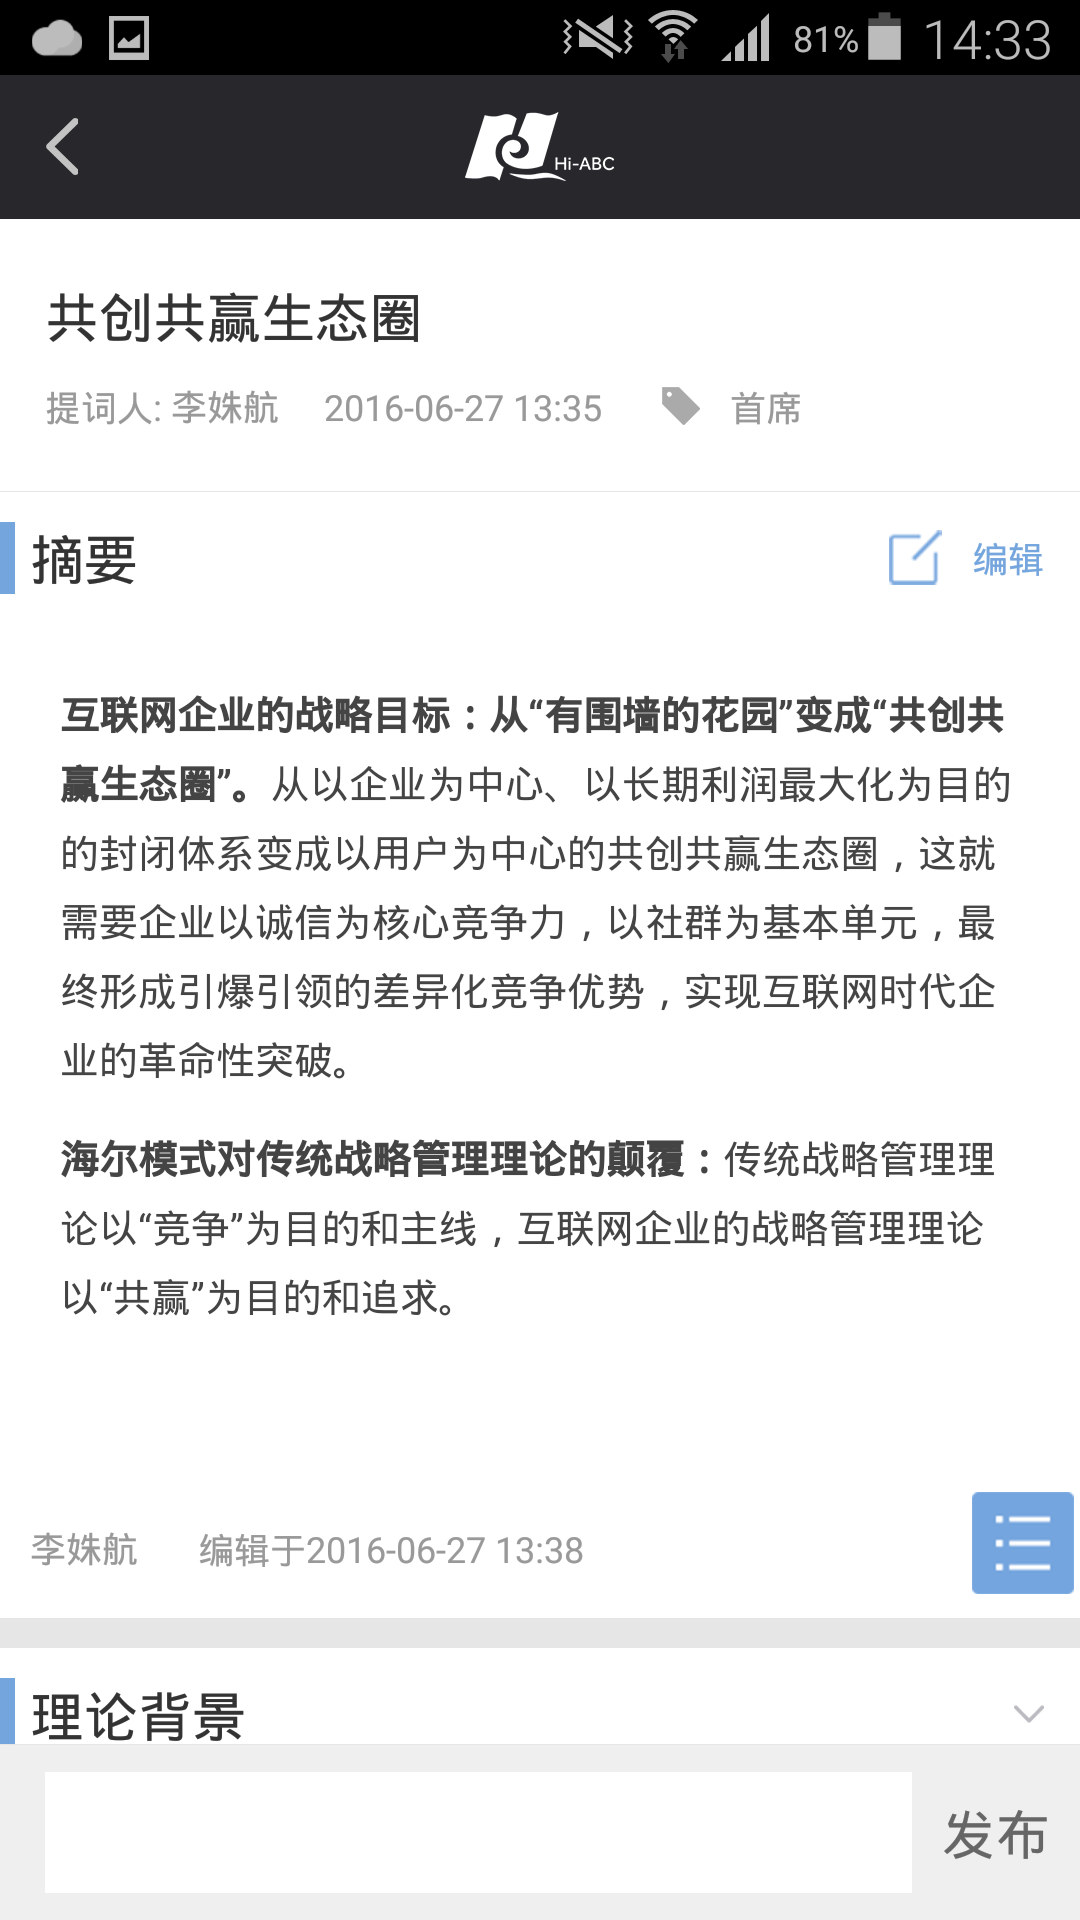 81% 14:33
Hi-ABC
共创共赢生态圈
提词人: 李姝航 2016-06-27 13:35 首席
摘要 编辑
互联网企业的战略目标：从“有围墙的花园”变成“共创共
赢生态圈”。从以企业为中心、以长期利润最大化为目的
的封闭体系变成以用户为中心的共创共赢生态圈，这就
需要企业以诚信为核心竞争力，以社群为基本单元，最
终形成引爆引领的差异化竞争优势，实现互联网时代企
业的革命性突破。
海尔模式对传统战略管理理论的颠覆：传统战略管理理
论以“竞争”为目的和主线，互联网企业的战略管理理论
以“共赢”为目的和追求。
李姝航 编辑于2016-06-27 13:38
理论背景
发布